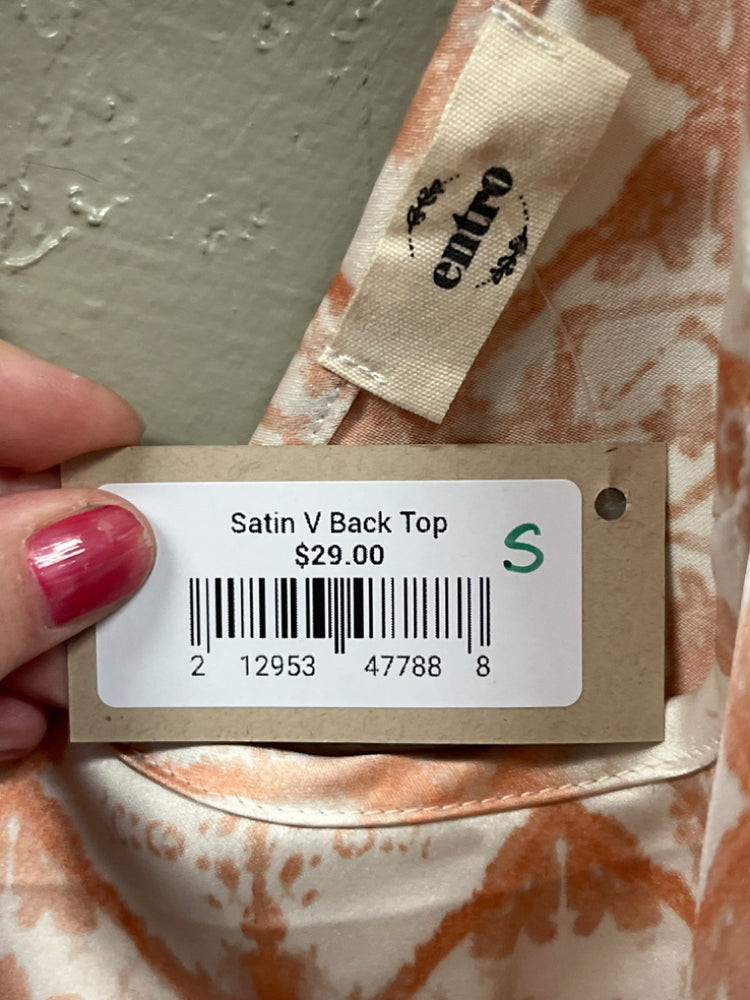 entro
Satin V Back Top
$29.00
S
2 12953 47788 8